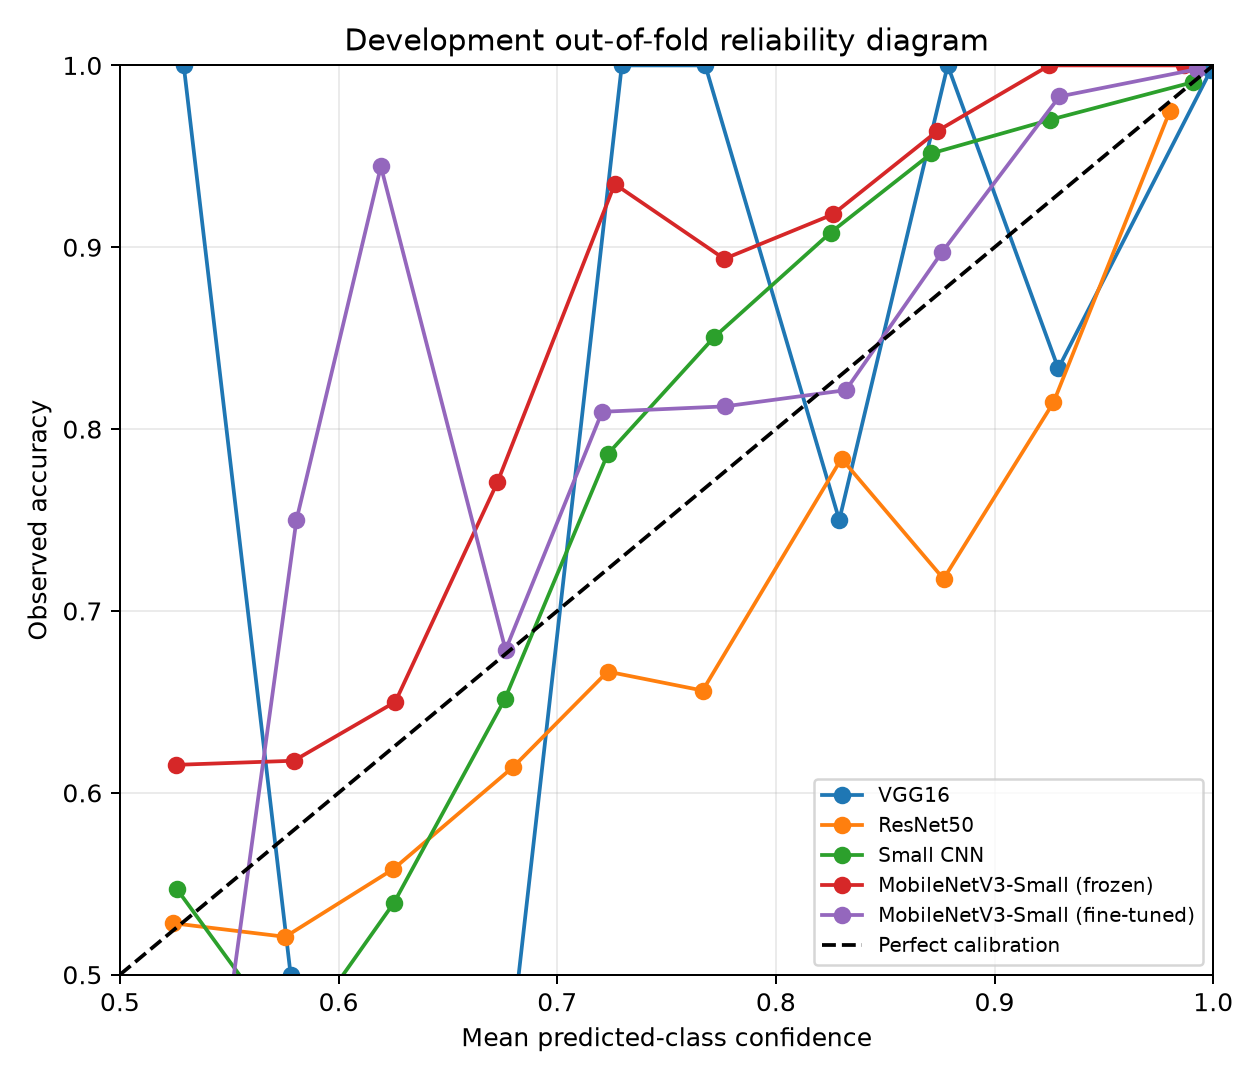 Development out-of-fold reliability diagram
1.0
0.9
0.8
0.7
0.6
0.5
Observed accuracy
0.5 0.6 0.7 0.8 0.9 1.0
Mean predicted-class confidence
VGG16
ResNet50
Small CNN
MobileNetV3-Small (frozen)
MobileNetV3-Small (fine-tuned)
Perfect calibration